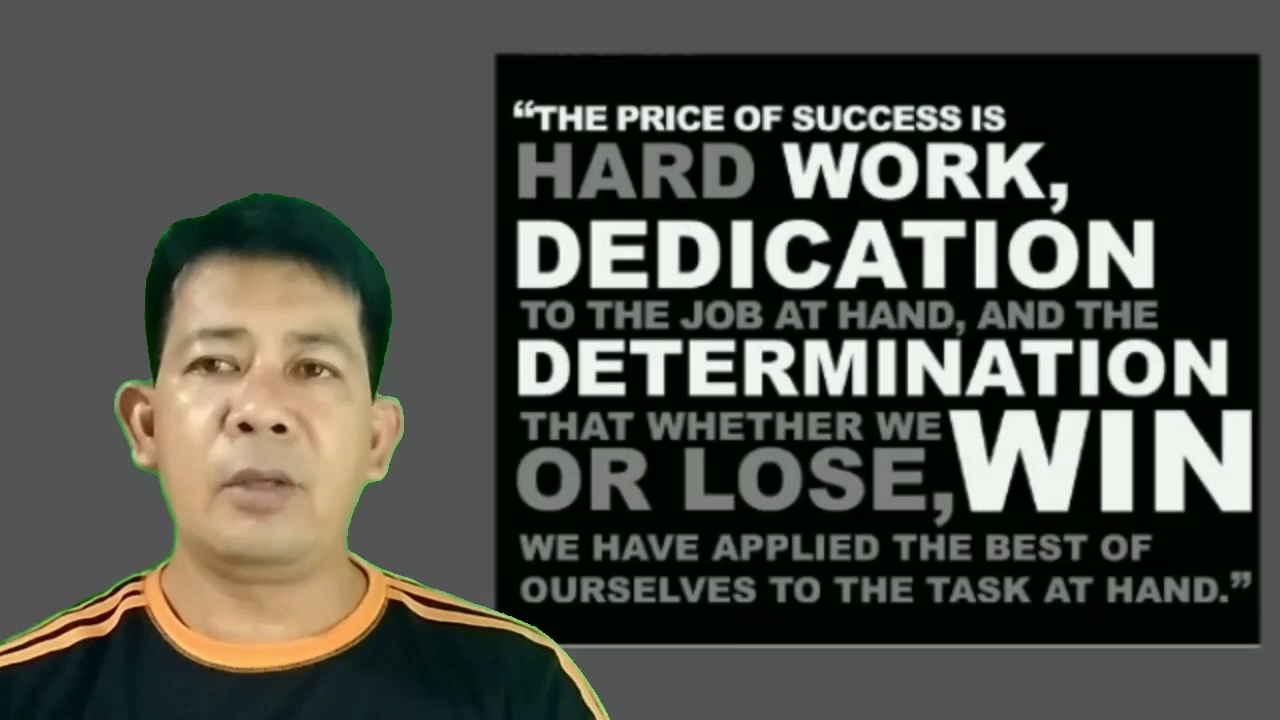 “THE PRICE OF SUCCESS IS
HARD WORK,
DEDICATION
TO THE JOB AT HAND, AND THE
DETERMINATION
THAT WHETHER WE WIN
OR LOSE,
WE HAVE APPLIED THE BEST OF
OURSELVES TO THE TASK AT HAND.”